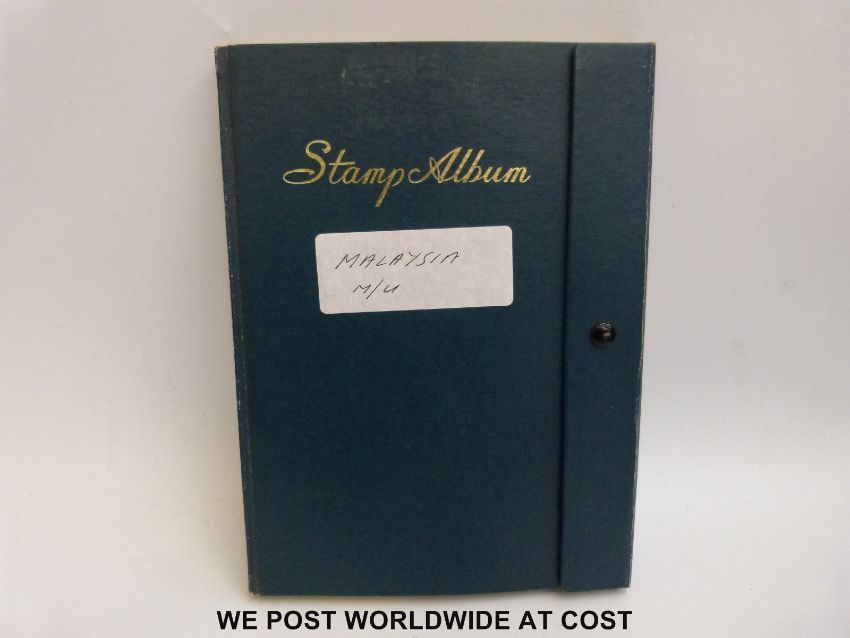 Stamp Album
MALAYSIA
M/U
WE POST WORLDWIDE AT COST